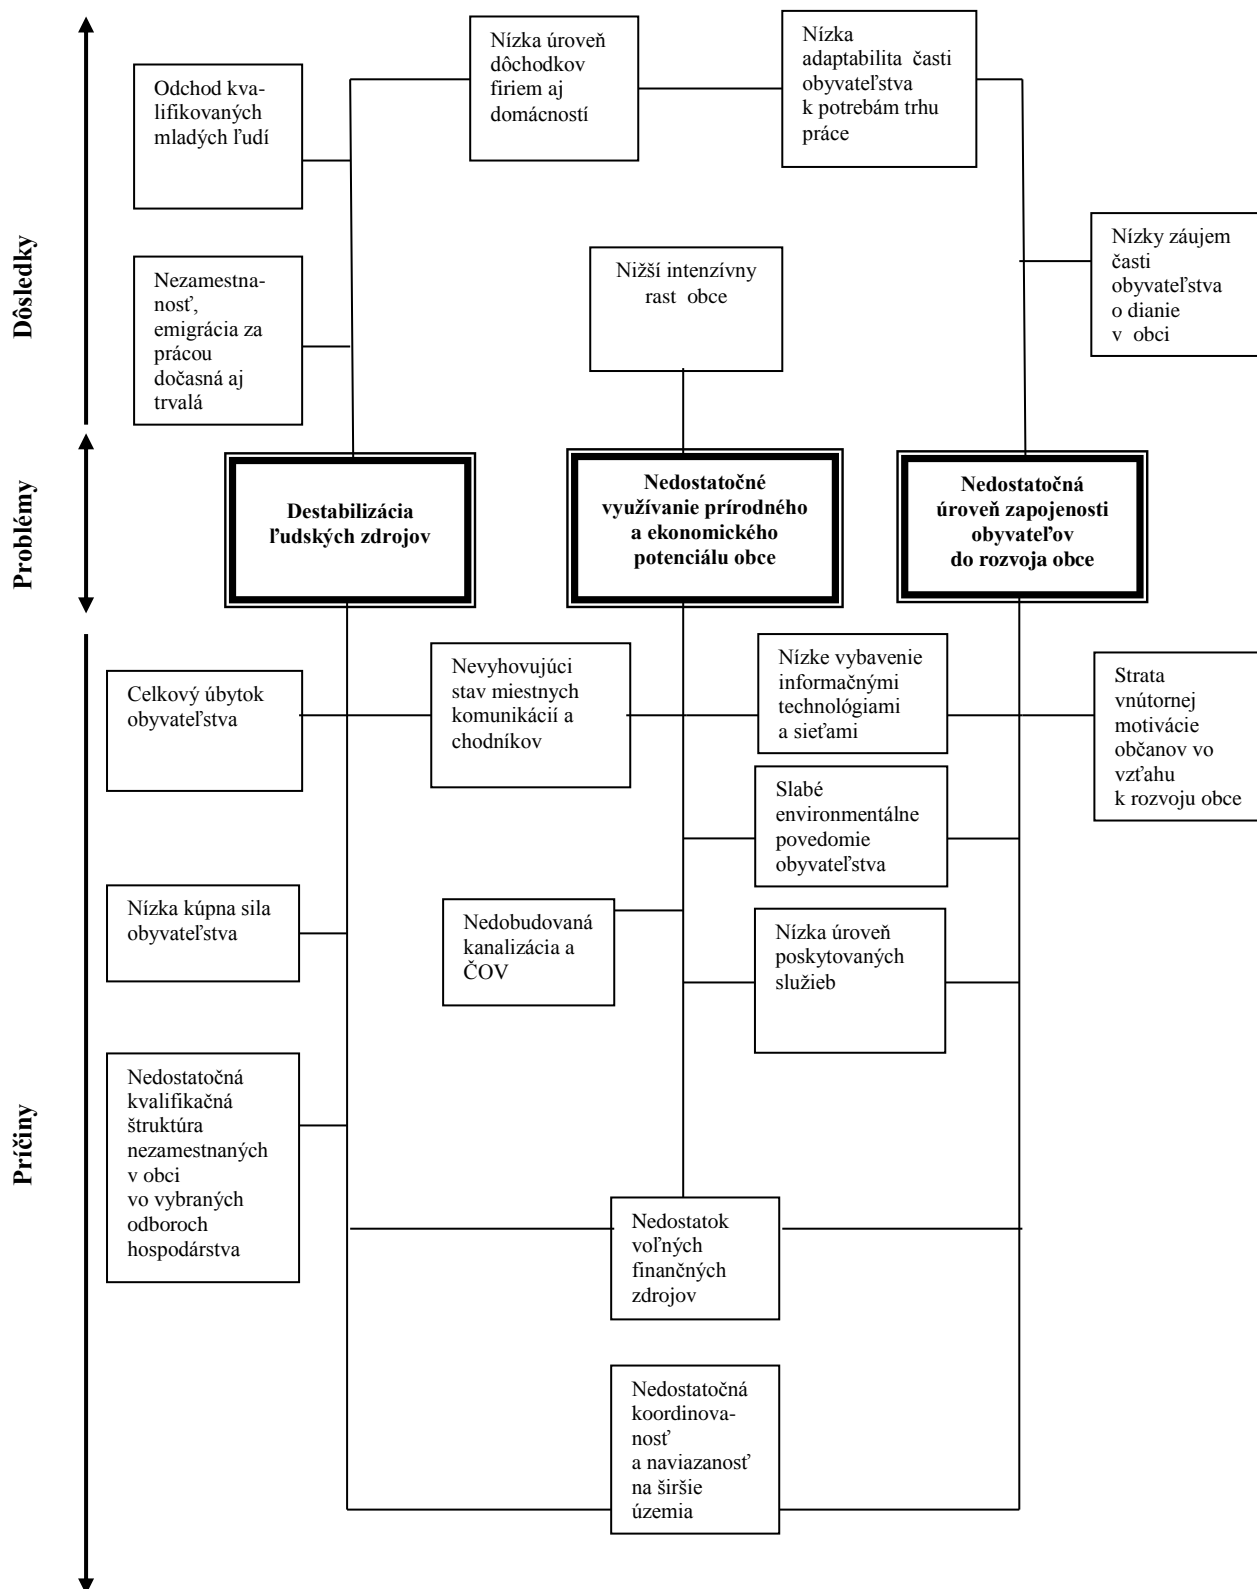 Dôsledky
Odchod kva-
lifikovaných
mladých ľudí
Nízka úroveň
dôchodkov
firiem aj
domácností
Nízka
adaptabilita časti
obyvateľstva
k potrebám trhu
práce
Nezamestna-
nosť,
emigrácia za
prácou
dočasná aj
trvalá
Nižší intenzívny
rast obce
Nízky záujem
časti
obyvateľstva
o dianie
v obci
Problémy
Destabilizácia
ľudských zdrojov
Nedostatočné
využívanie prírodného
a ekonomického
potenciálu obce
Nedostatočná
úroveň zapojenosti
obyvateľov
do rozvoja obce
Príčiny
Celkový úbytok
obyvateľstva
Nevyhovujúci
stav miestnych
komunikácií a
chodníkov
Nízke vybavenie
informačnými
technológiami
a sieťami
Strata
vnútornej
motivácie
občanov vo
vzťahu
k rozvoju obce
Slabé
environmentálne
povedomie
obyvateľstva
Nízka kúpna sila
obyvateľstva
Nedobudovaná
kanalizácia a
ČOV
Nízka úroveň
poskytovaných
služieb
Nedostatočná
kvalifikačná
štruktúra
nezamestnaných
v obci
vo vybraných
odboroch
hospodárstva
Nedostatok
voľných
finančných
zdrojov
Nedostatočná
koordinova-
nosť
a naviazanosť
na širšie
územia